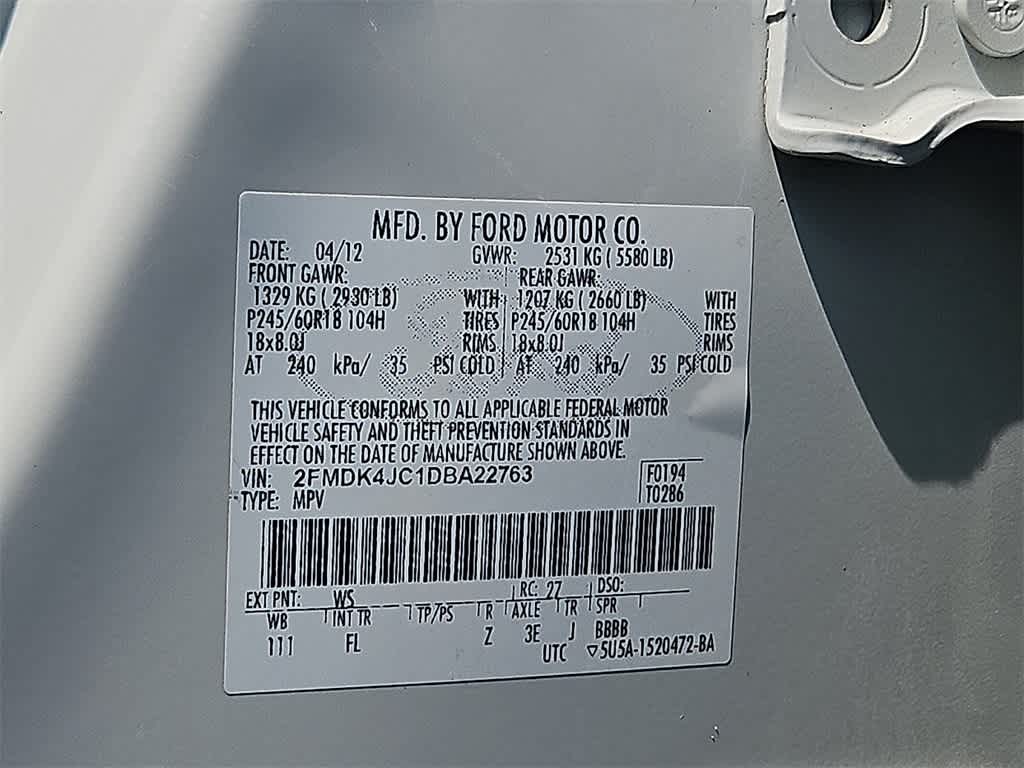 MFD. BY FORD MOTOR CO.
DATE: 04/12 GVWR: 2531 KG ( 5580 LB)
FRONT GAWR: REAR GAWR:
1329 KG ( 2930 LB) WITH 1207 KG ( 2660 LB) WITH
P245/60R18 104H TIRES P245/60R18 104H TIRES
18x8.0J RIMS 18x8.0J RIMS
AT 240 kPa/ 35 PSI COLD AT 240 kPa/ 35 PSI COLD
THIS VEHICLE CONFORMS TO ALL APPLICABLE FEDERAL MOTOR
VEHICLE SAFETY AND THEFT PREVENTION STANDARDS IN
EFFECT ON THE DATE OF MANUFACTURE SHOWN ABOVE.
VIN: 2FMDK4JC1DBA22763 F0194
TYPE: MPV T0286
EXT PNT: WS RC: 27 DSO:
WB INT TR TP/PS R AXLE TR SPR
111 FL Z 3E J BBBB
UTC ▽5U5A-1520472-BA